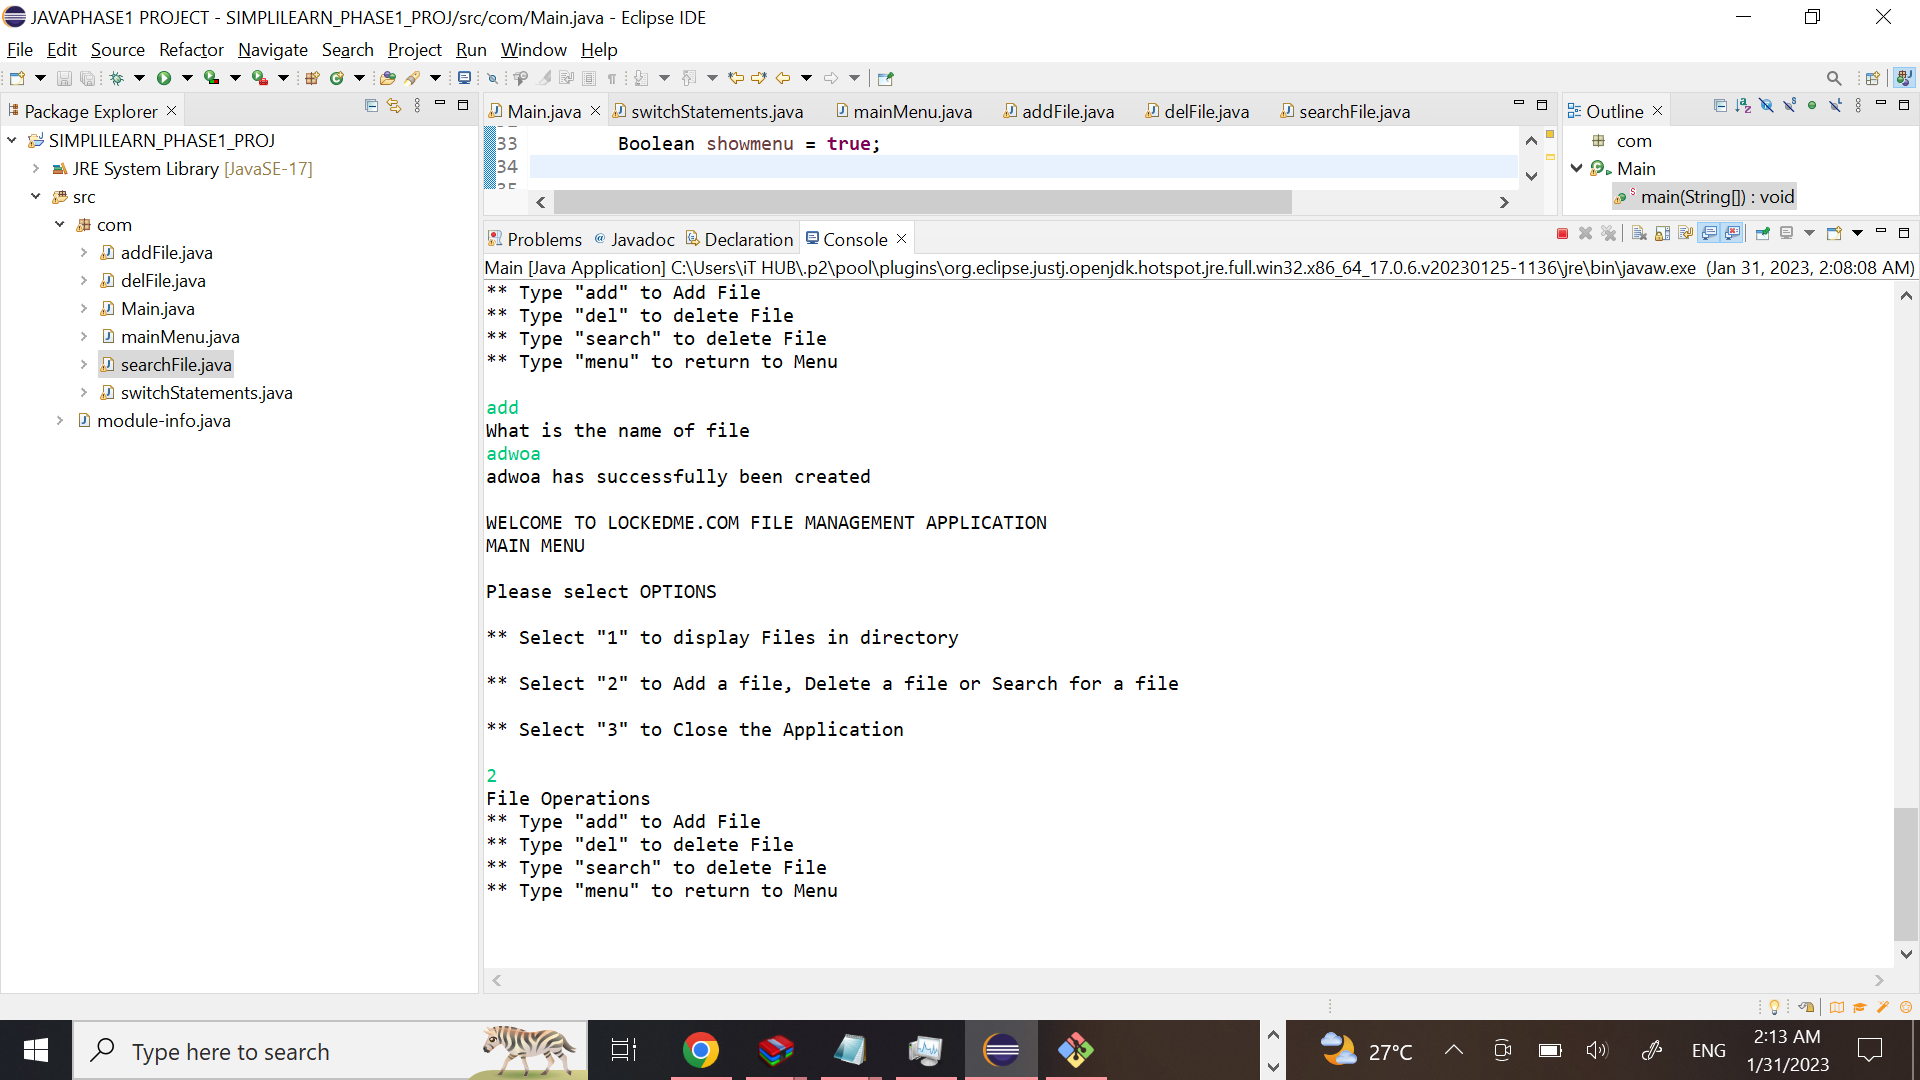 JAVAPHASE1 PROJECT - SIMPLILEARN_PHASE1_PROJ/src/com/Main.java - Eclipse IDE
File Edit Source Refactor Navigate Search Project Run Window Help
Package Explorer
SIMPLILEARN_PHASE1_PROJ
JRE System Library [JavaSE-17]
src
com
addFile.java
delFile.java
Main.java
mainMenu.java
searchFile.java
switchStatements.java
module-info.java
Main.java switchStatements.java mainMenu.java addFile.java delFile.java searchFile.java
33 Boolean showmenu = true;
34
Outline
com
Main
main(String[]) : void
Problems Javadoc Declaration Console
Main [Java Application] C:\Users\iT HUB\.p2\pool\plugins\org.eclipse.justj.openjdk.hotspot.jre.full.win32.x86_64_17.0.6.v20230125-1136\jre\bin\javaw.exe (Jan 31, 2023, 2:08:08 AM)
** Type "add" to Add File
** Type "del" to delete File
** Type "search" to delete File
** Type "menu" to return to Menu
add
What is the name of file
adwoa
adwoa has successfully been created
WELCOME TO LOCKEDME.COM FILE MANAGEMENT APPLICATION
MAIN MENU
Please select OPTIONS
** Select "1" to display Files in directory
** Select "2" to Add a file, Delete a file or Search for a file
** Select "3" to Close the Application
2
File Operations
** Type "add" to Add File
** Type "del" to delete File
** Type "search" to delete File
** Type "menu" to return to Menu
Type here to search
27°C
ENG
2:13 AM
1/31/2023